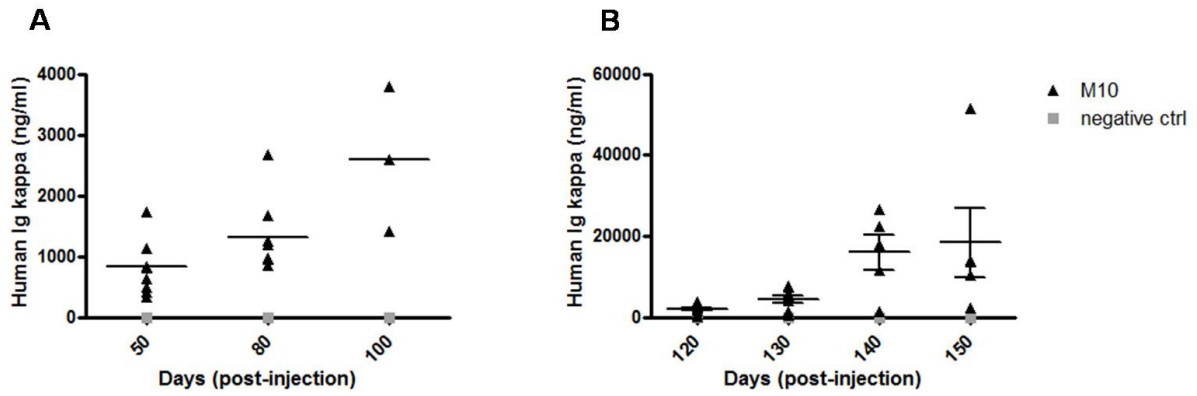 A
Human Ig kappa (ng/ml)
4000
3000
2000
1000
0
50
80
100
Days (post-injection)
B
Human Ig kappa (ng/ml)
60000
40000
20000
0
120
130
140
150
Days (post-injection)
M10
negative ctrl